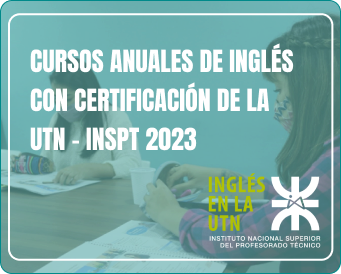 CURSOS ANUALES DE INGLÉS
CON CERTIFICACIÓN DE LA
UTN - INSPT 2023
INGLÉS
EN LA
UTN
INSTITUTO NACIONAL SUPERIOR
DEL PROFESORADO TÉCNICO